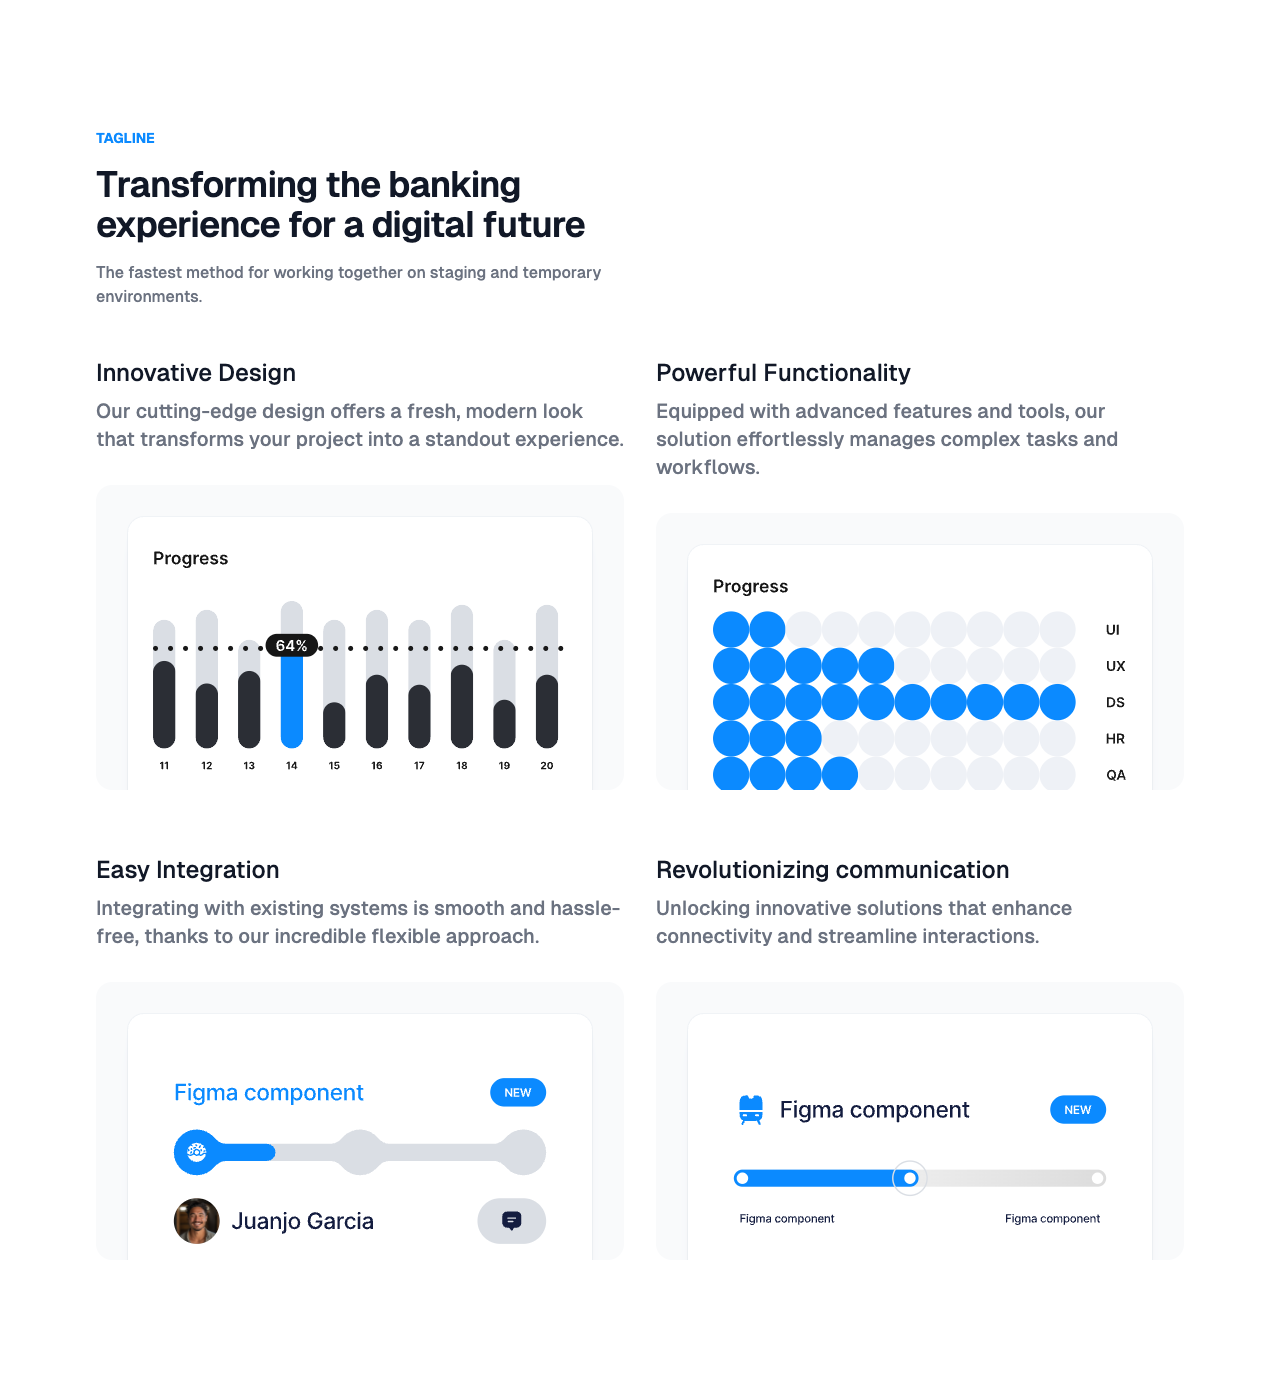 TAGLINE
Transforming the banking
experience for a digital future
The fastest method for working together on staging and temporary
environments.
Innovative Design
Our cutting-edge design offers a fresh, modern look
that transforms your project into a standout experience.
Progress
64%
11 12 13 14 15 16 17 18 19 20
Powerful Functionality
Equipped with advanced features and tools, our
solution effortlessly manages complex tasks and
workflows.
Progress
UI
UX
DS
HR
QA
Easy Integration
Integrating with existing systems is smooth and hassle-
free, thanks to our incredible flexible approach.
Figma component NEW
Juanjo Garcia
Revolutionizing communication
Unlocking innovative solutions that enhance
connectivity and streamline interactions.
Figma component NEW
Figma component Figma component